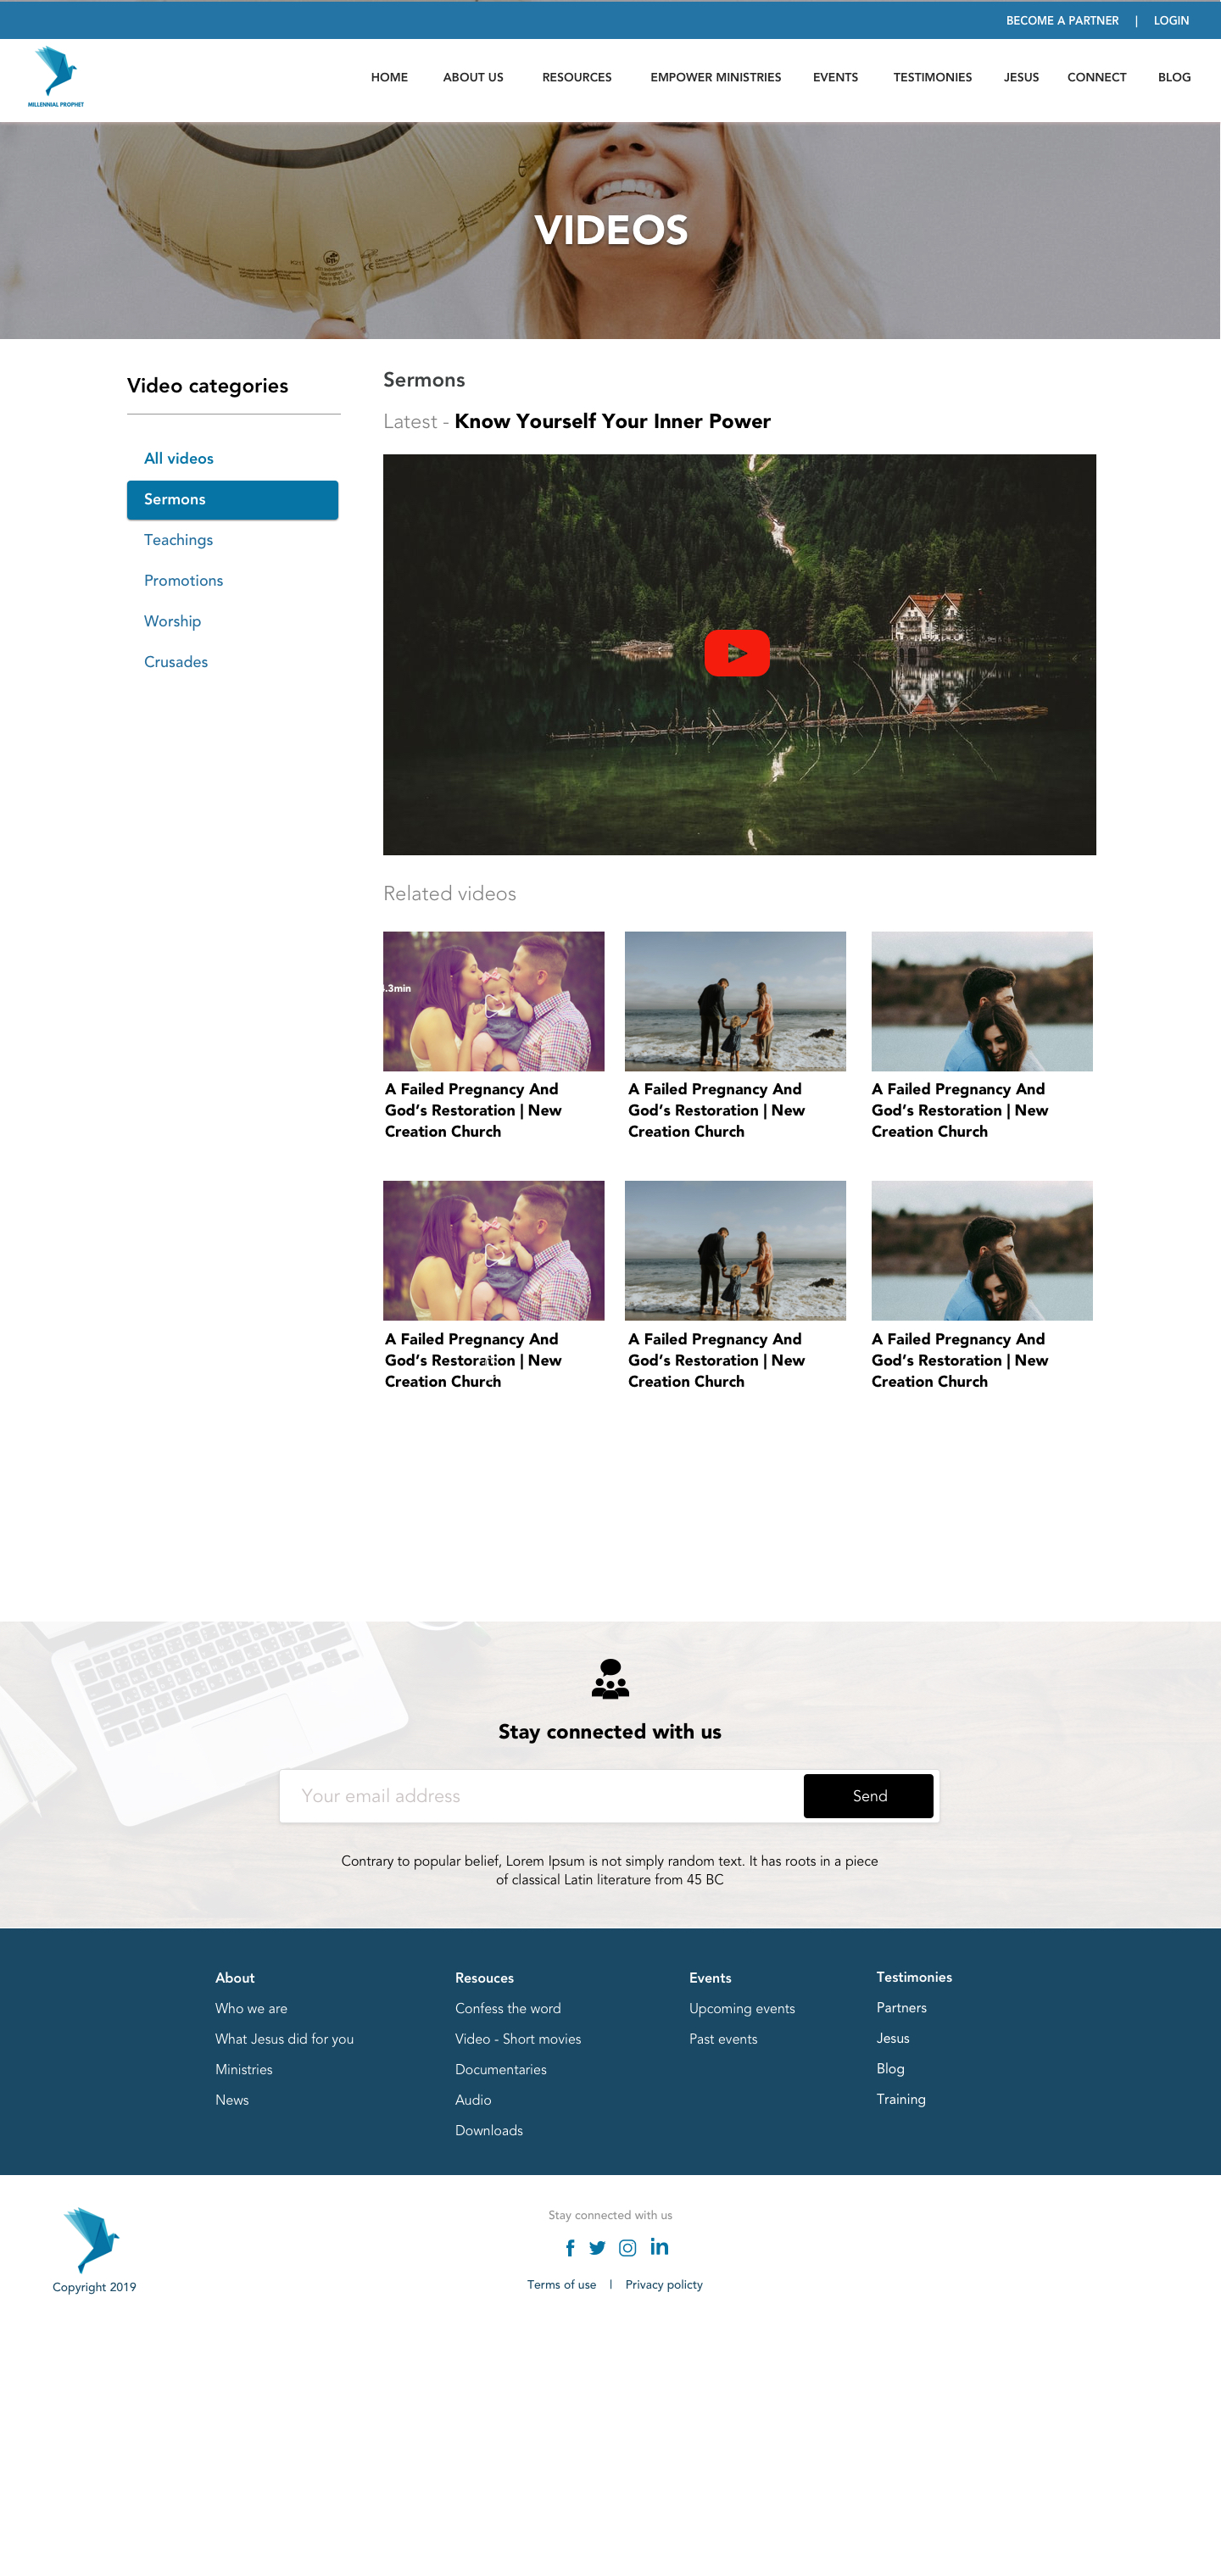 BECOME A PARTNER | LOGIN
MILLENNIAL PROPHET
HOME ABOUT US RESOURCES EMPOWER MINISTRIES EVENTS TESTIMONIES JESUS CONNECT BLOG
VIDEOS
Video categories
All videos
Sermons
Teachings
Promotions
Worship
Crusades
Sermons
Latest - Know Yourself Your Inner Power
Related videos
.3min
A Failed Pregnancy And
God’s Restoration | New
Creation Church
A Failed Pregnancy And
God’s Restoration | New
Creation Church
A Failed Pregnancy And
God’s Restoration | New
Creation Church
A Failed Pregnancy And
God’s Restoration | New
Creation Church
A Failed Pregnancy And
God’s Restoration | New
Creation Church
A Failed Pregnancy And
God’s Restoration | New
Creation Church
Stay connected with us
Your email address
Send
Contrary to popular belief, Lorem Ipsum is not simply random text. It has roots in a piece
of classical Latin literature from 45 BC
About
Who we are
What Jesus did for you
Ministries
News
Resouces
Confess the word
Video - Short movies
Documentaries
Audio
Downloads
Events
Upcoming events
Past events
Testimonies
Partners
Jesus
Blog
Training
Copyright 2019
Stay connected with us
Terms of use | Privacy policty